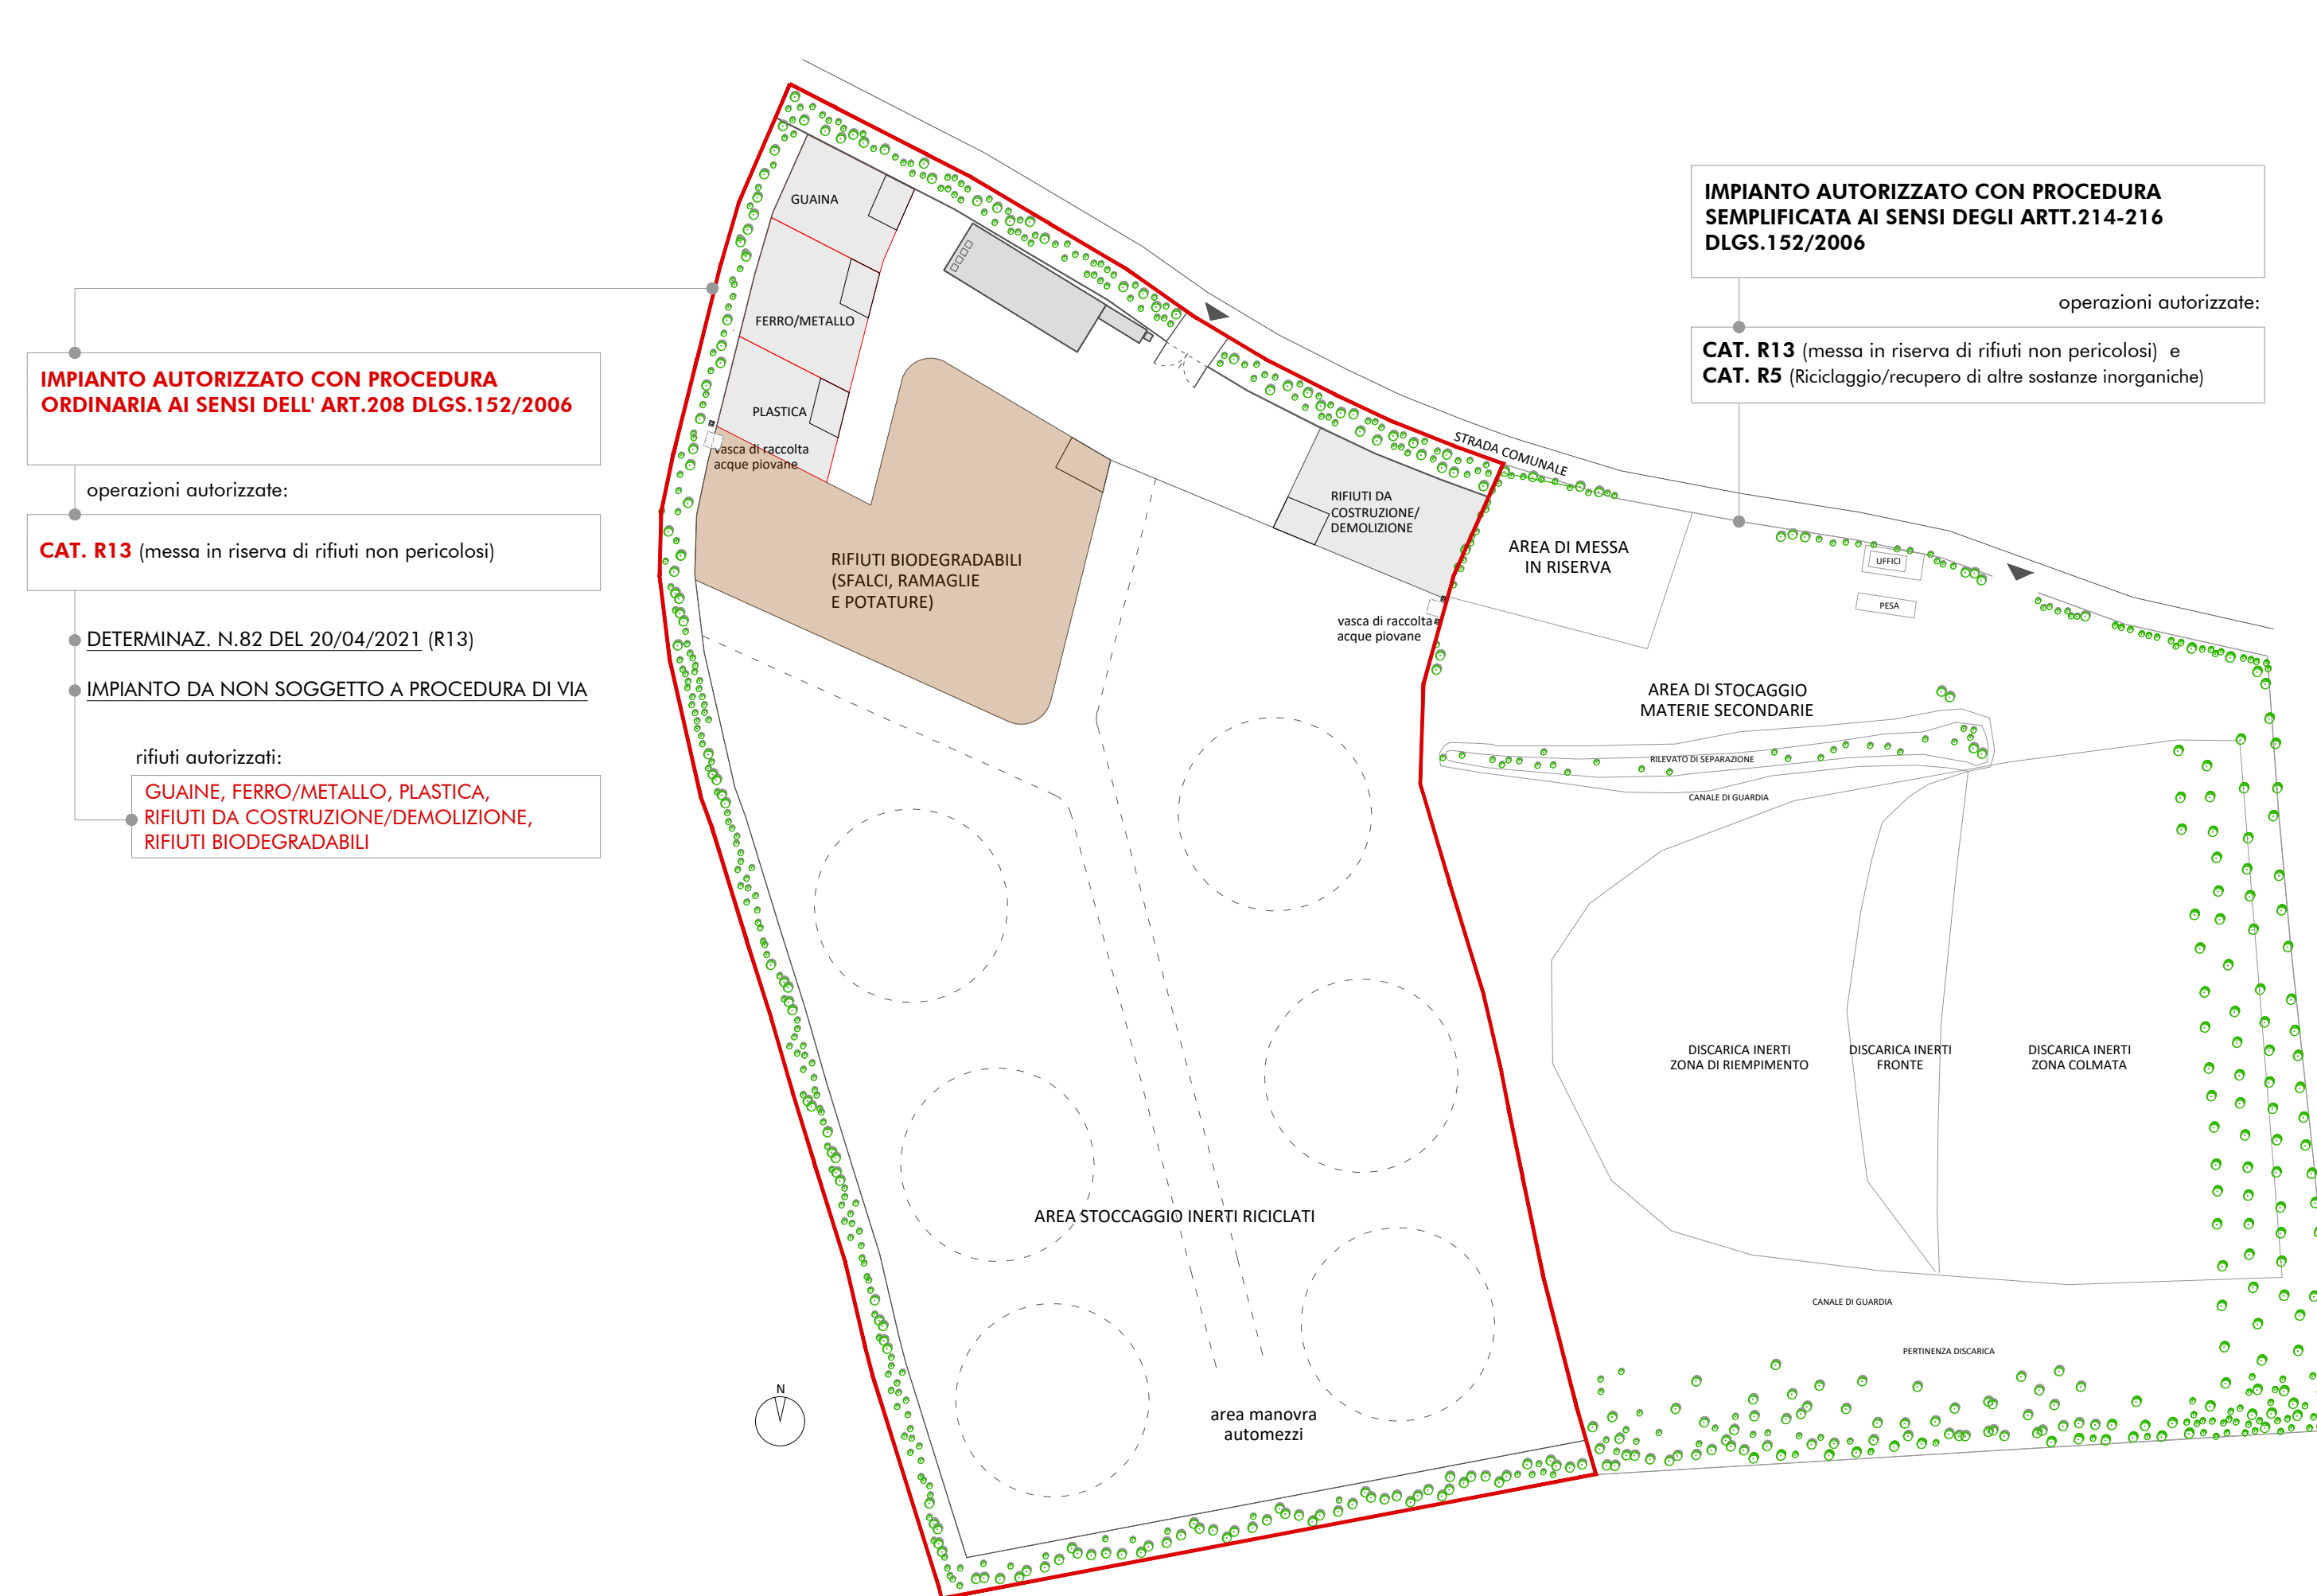 IMPIANTO AUTORIZZATO CON PROCEDURA
ORDINARIA AI SENSI DELL' ART.208 DLGS.152/2006
operazioni autorizzate:
CAT. R13 (messa in riserva di rifiuti non pericolosi)
DETERMINAZ. N.82 DEL 20/04/2021 (R13)
IMPIANTO DA NON SOGGETTO A PROCEDURA DI VIA
rifiuti autorizzati:
GUAINE, FERRO/METALLO, PLASTICA,
RIFIUTI DA COSTRUZIONE/DEMOLIZIONE,
RIFIUTI BIODEGRADABILI
GUAINA
FERRO/METALLO
PLASTICA
vasca di raccolta
acque piovane
RIFIUTI BIODEGRADABILI
(SFALCI, RAMAGLIE
E POTATURE)
RIFIUTI DA
COSTRUZIONE/
DEMOLIZIONE
vasca di raccolta
acque piovane
STRADA COMUNALE
AREA STOCCAGGIO INERTI RICICLATI
area manovra
automezzi
N
IMPIANTO AUTORIZZATO CON PROCEDURA
SEMPLIFICATA AI SENSI DEGLI ARTT.214-216
DLGS.152/2006
operazioni autorizzate:
CAT. R13 (messa in riserva di rifiuti non pericolosi) e
CAT. R5 (Riciclaggio/recupero di altre sostanze inorganiche)
AREA DI MESSA
IN RISERVA
UFFICI
PESA
AREA DI STOCAGGIO
MATERIE SECONDARIE
RILEVATO DI SEPARAZIONE
CANALE DI GUARDIA
DISCARICA INERTI
ZONA DI RIEMPIMENTO
DISCARICA INERTI
FRONTE
DISCARICA INERTI
ZONA COLMATA
CANALE DI GUARDIA
PERTINENZA DISCARICA